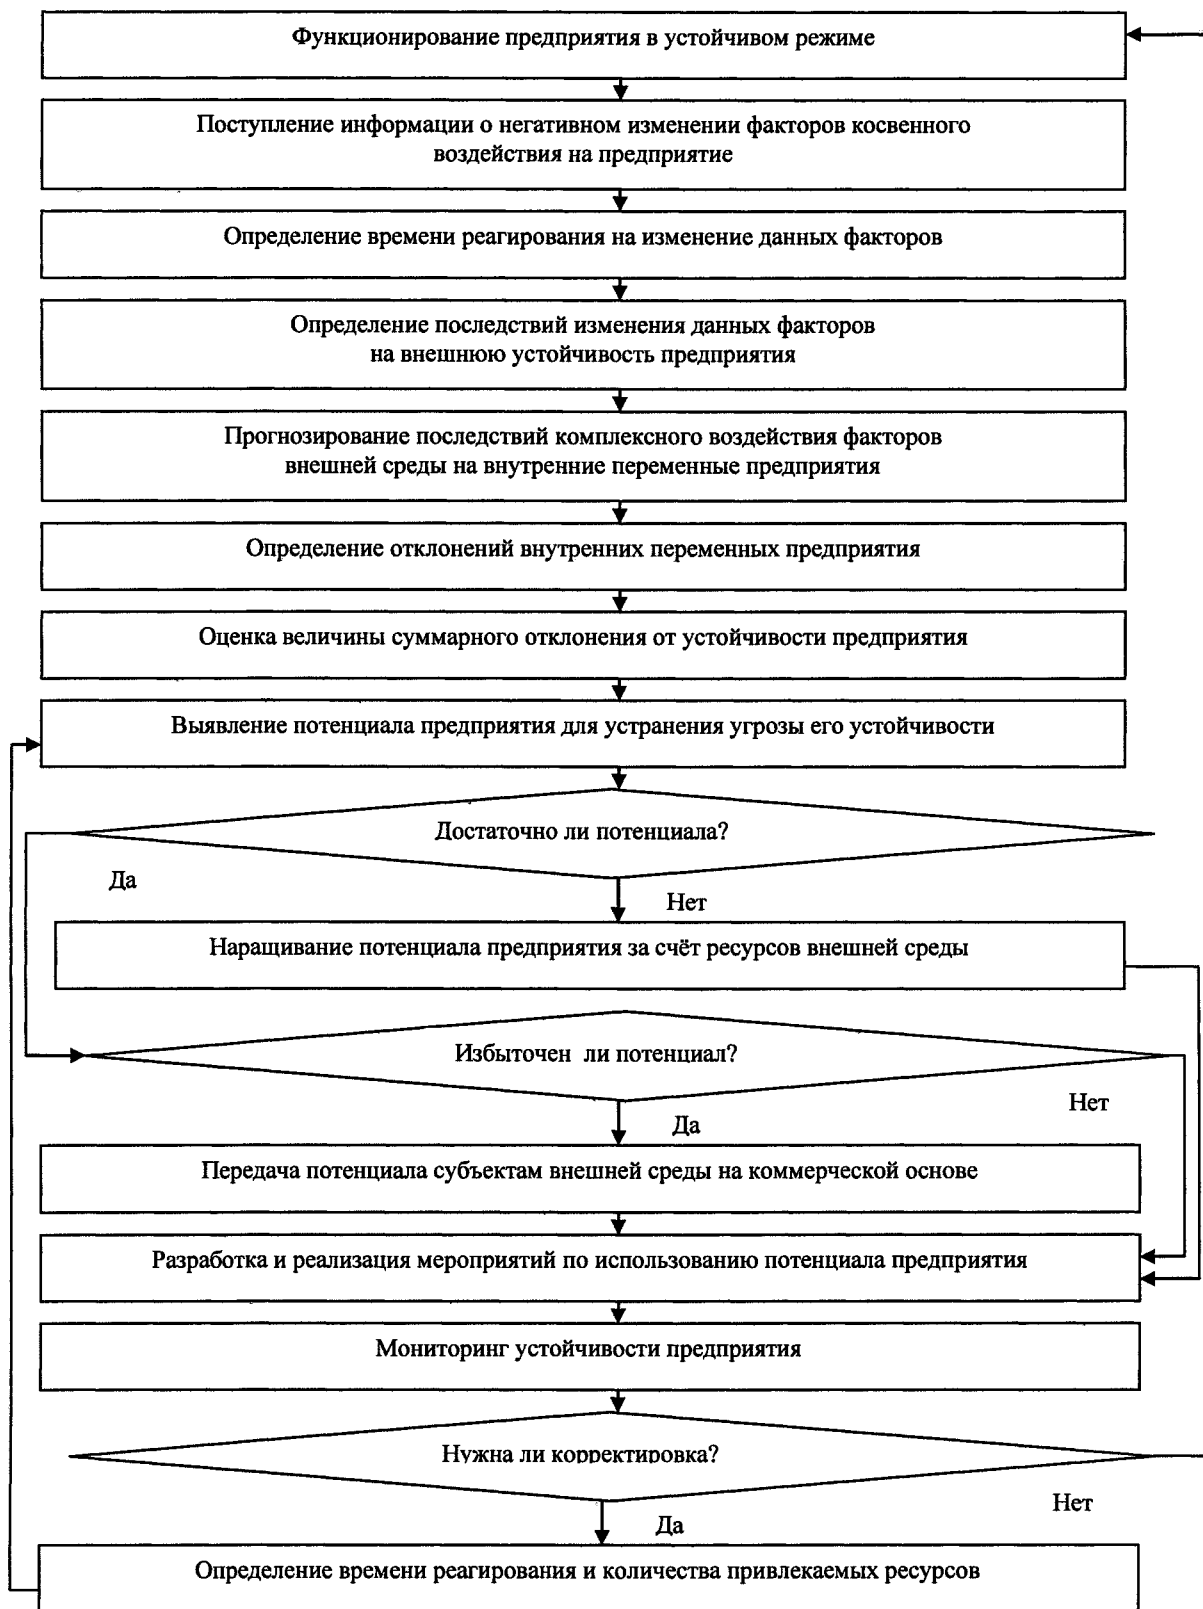 Функционирование предприятия в устойчивом режиме
Поступление информации о негативном изменении факторов косвенного
воздействия на предприятие
Определение времени реагирования на изменение данных факторов
Определение последствий изменения данных факторов
на внешнюю устойчивость предприятия
Прогнозирование последствий комплексного воздействия факторов
внешней среды на внутренние переменные предприятия
Определение отклонений внутренних переменных предприятия
Оценка величины суммарного отклонения от устойчивости предприятия
Выявление потенциала предприятия для устранения угрозы его устойчивости
Достаточно ли потенциала?
Да
Нет
Наращивание потенциала предприятия за счёт ресурсов внешней среды
Избыточен ли потенциал?
Нет
Да
Передача потенциала субъектам внешней среды на коммерческой основе
Разработка и реализация мероприятий по использованию потенциала предприятия
Мониторинг устойчивости предприятия
Нужна ли корректировка?
Нет
Да
Определение времени реагирования и количества привлекаемых ресурсов